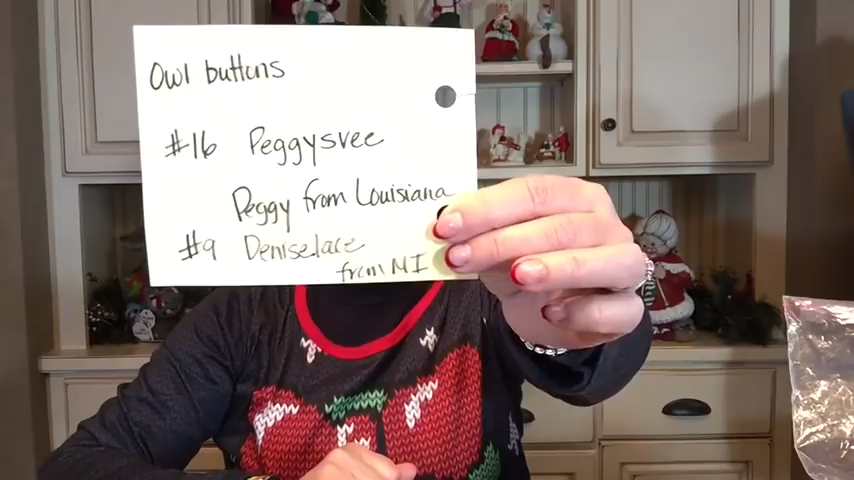 Owl buttons
#16 Peggysvee
Peggy from Louisiana
#9 Deniselace
from MI